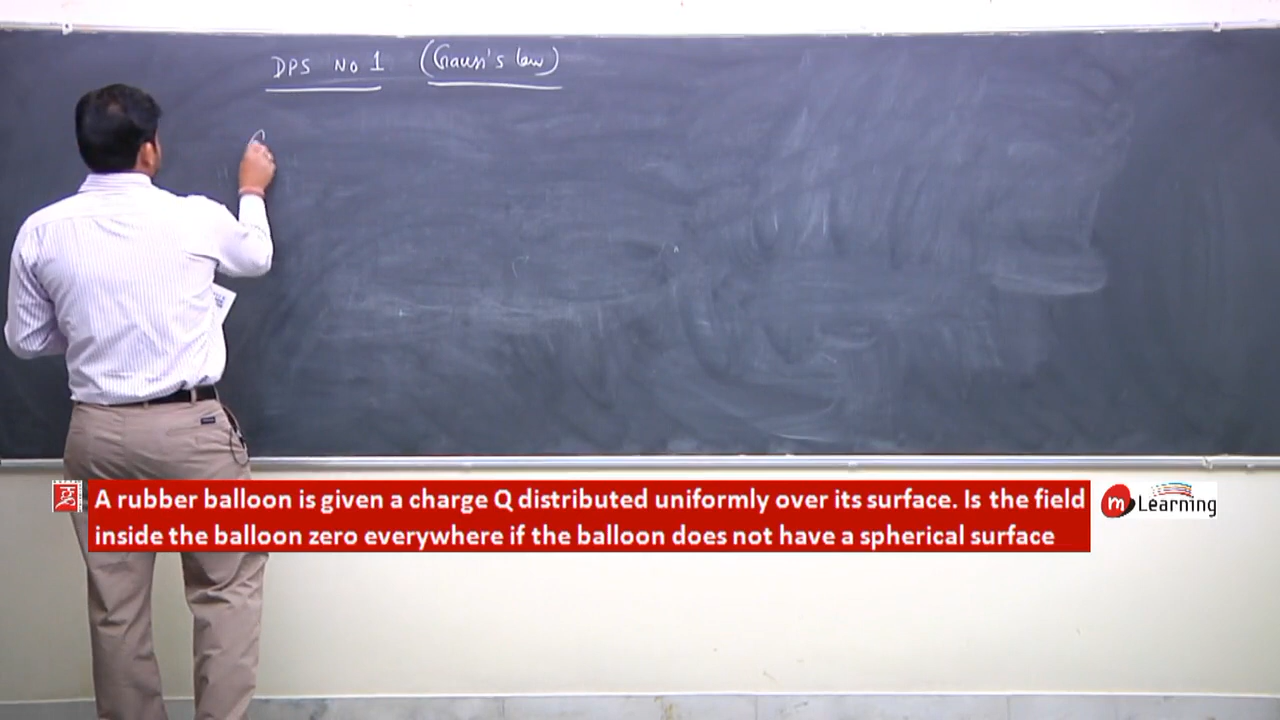 DPS No 1 (Gauss's law)
A rubber balloon is given a charge Q distributed uniformly over its surface. Is the field
inside the balloon zero everywhere if the balloon does not have a spherical surface
m Learning